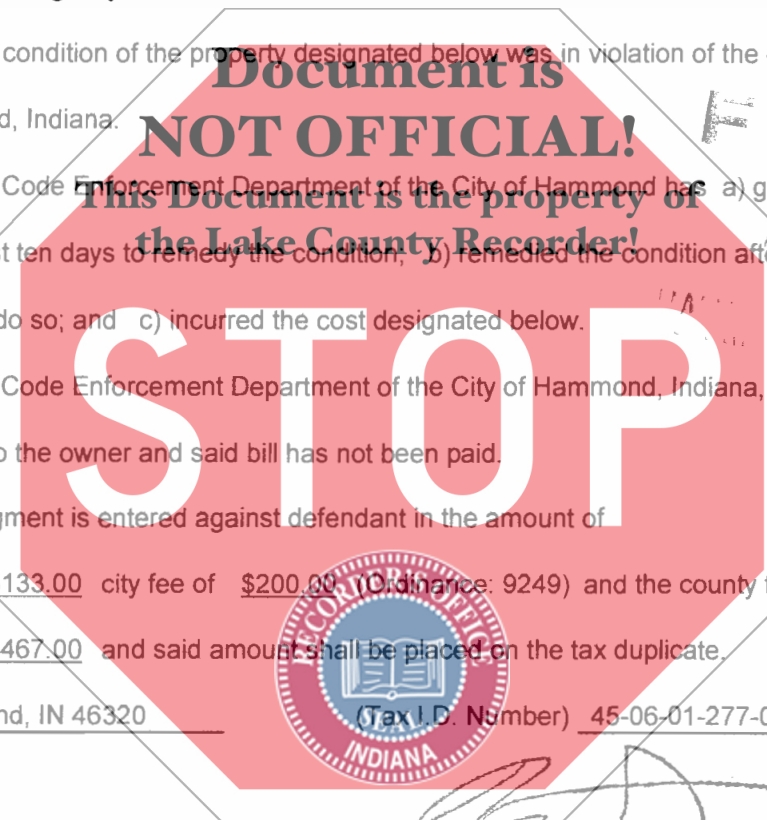 condition of the property designated below was in violation of the
Document is
d, Indiana.
NOT OFFICIAL!
Code Enforcement Department of the City of Hammond has a) g
This Document is the property of
the Lake County Recorder!
t ten days to remedy the condition; b) remedied the condition aft
do so; and c) incurred the cost designated below.
STOP
Code Enforcement Department of the City of Hammond, Indiana,
o the owner and said bill has not been paid.
gment is entered against defendant in the amount of
133.00 city fee of $200.00 (Ordinance: 9249) and the county
RECORDER'S OFFICE
467.00 and said amount shall be placed on the tax duplicate.
nd, IN 46320 (Tax I.D. Number) 45-06-01-277-0
SEAL
INDIANA